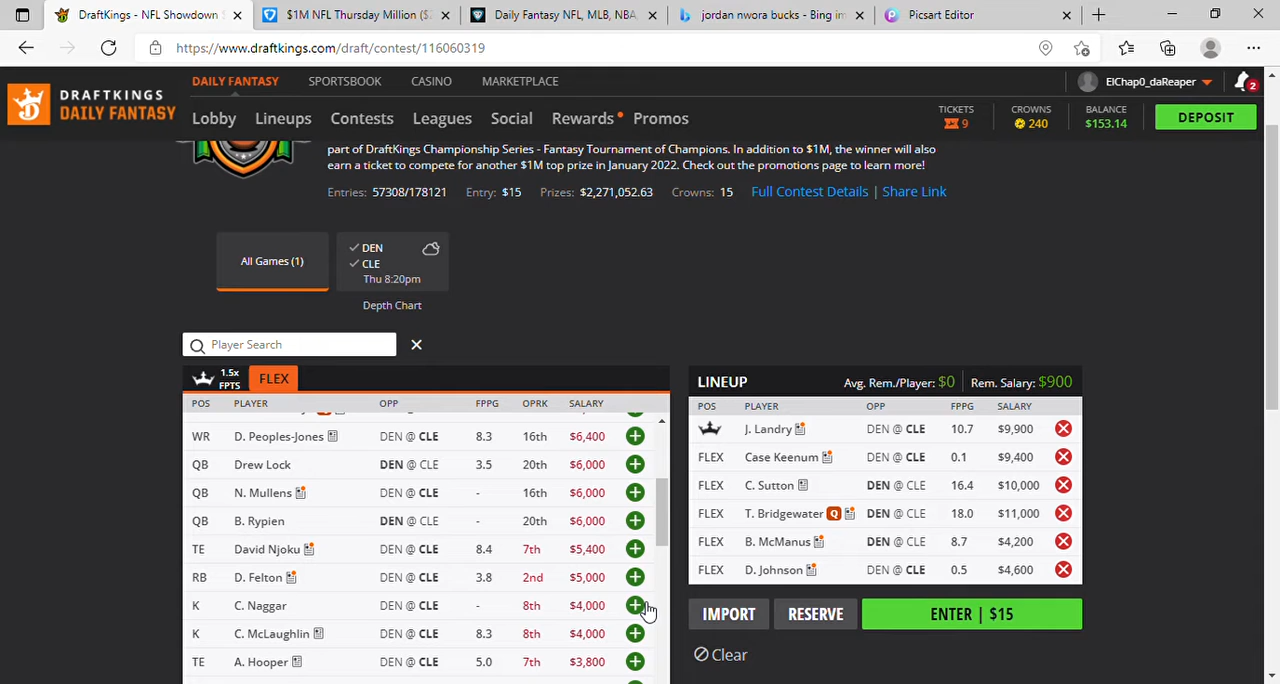 DraftKings - NFL Showdown
$1M NFL Thursday Million ($
Daily Fantasy NFL, MLB, NBA,
jordan nwora bucks - Bing im
Picsart Editor
https://www.draftkings.com/draft/contest/116060319
DRAFTKINGS
DAILY FANTASY
DAILY FANTASY SPORTSBOOK CASINO MARKETPLACE
ElChap0_daReaper
2
Lobby Lineups Contests Leagues Social Rewards Promos
TICKETS
9
CROWNS
240
BALANCE
$153.14
DEPOSIT
part of DraftKings Championship Series - Fantasy Tournament of Champions. In addition to $1M, the winner will also
earn a ticket to compete for another $1M top prize in January 2022. Check out the promotions page to learn more!
Entries: 57308/178121 Entry: $15 Prizes: $2,271,052.63 Crowns: 15 Full Contest Details | Share Link
All Games (1)
DEN
CLE
Thu 8:20pm
Depth Chart
Player Search
1.5x
FPTS
FLEX
POS PLAYER OPP FPPG OPRK SALARY
WR D. Peoples-Jones DEN @ CLE 8.3 16th $6,400
QB Drew Lock DEN @ CLE 3.5 20th $6,000
QB N. Mullens DEN @ CLE - 16th $6,000
QB B. Rypien DEN @ CLE - 20th $6,000
TE David Njoku DEN @ CLE 8.4 7th $5,400
RB D. Felton DEN @ CLE 3.8 2nd $5,000
K C. Naggar DEN @ CLE - 8th $4,000
K C. McLaughlin DEN @ CLE 8.3 8th $4,000
TE A. Hooper DEN @ CLE 5.0 7th $3,800
LINEUP Avg. Rem./Player: $0 Rem. Salary: $900
POS PLAYER OPP FPPG SALARY
J. Landry DEN @ CLE 10.7 $9,900
FLEX Case Keenum DEN @ CLE 0.1 $9,400
FLEX C. Sutton DEN @ CLE 16.4 $10,000
FLEX T. Bridgewater Q DEN @ CLE 18.0 $11,000
FLEX B. McManus DEN @ CLE 8.7 $4,200
FLEX D. Johnson DEN @ CLE 0.5 $4,600
IMPORT RESERVE ENTER | $15
Clear